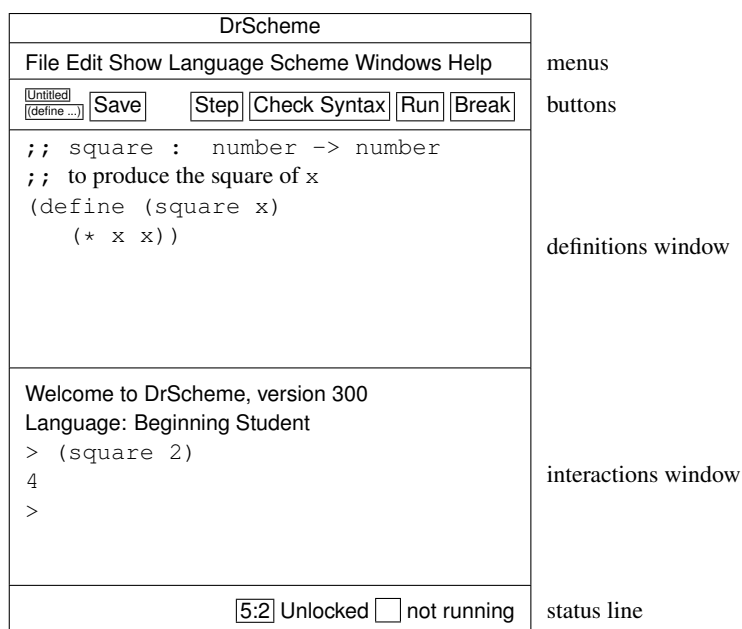 DrScheme
File Edit Show Language Scheme Windows Help
menus
Untitled
(define ...)
Save Step Check Syntax Run Break
buttons
;; square : number -> number
;; to produce the square of x
(define (square x)
(* x x))
definitions window
Welcome to DrScheme, version 300
Language: Beginning Student
> (square 2)
4
>
interactions window
5:2 Unlocked not running
status line